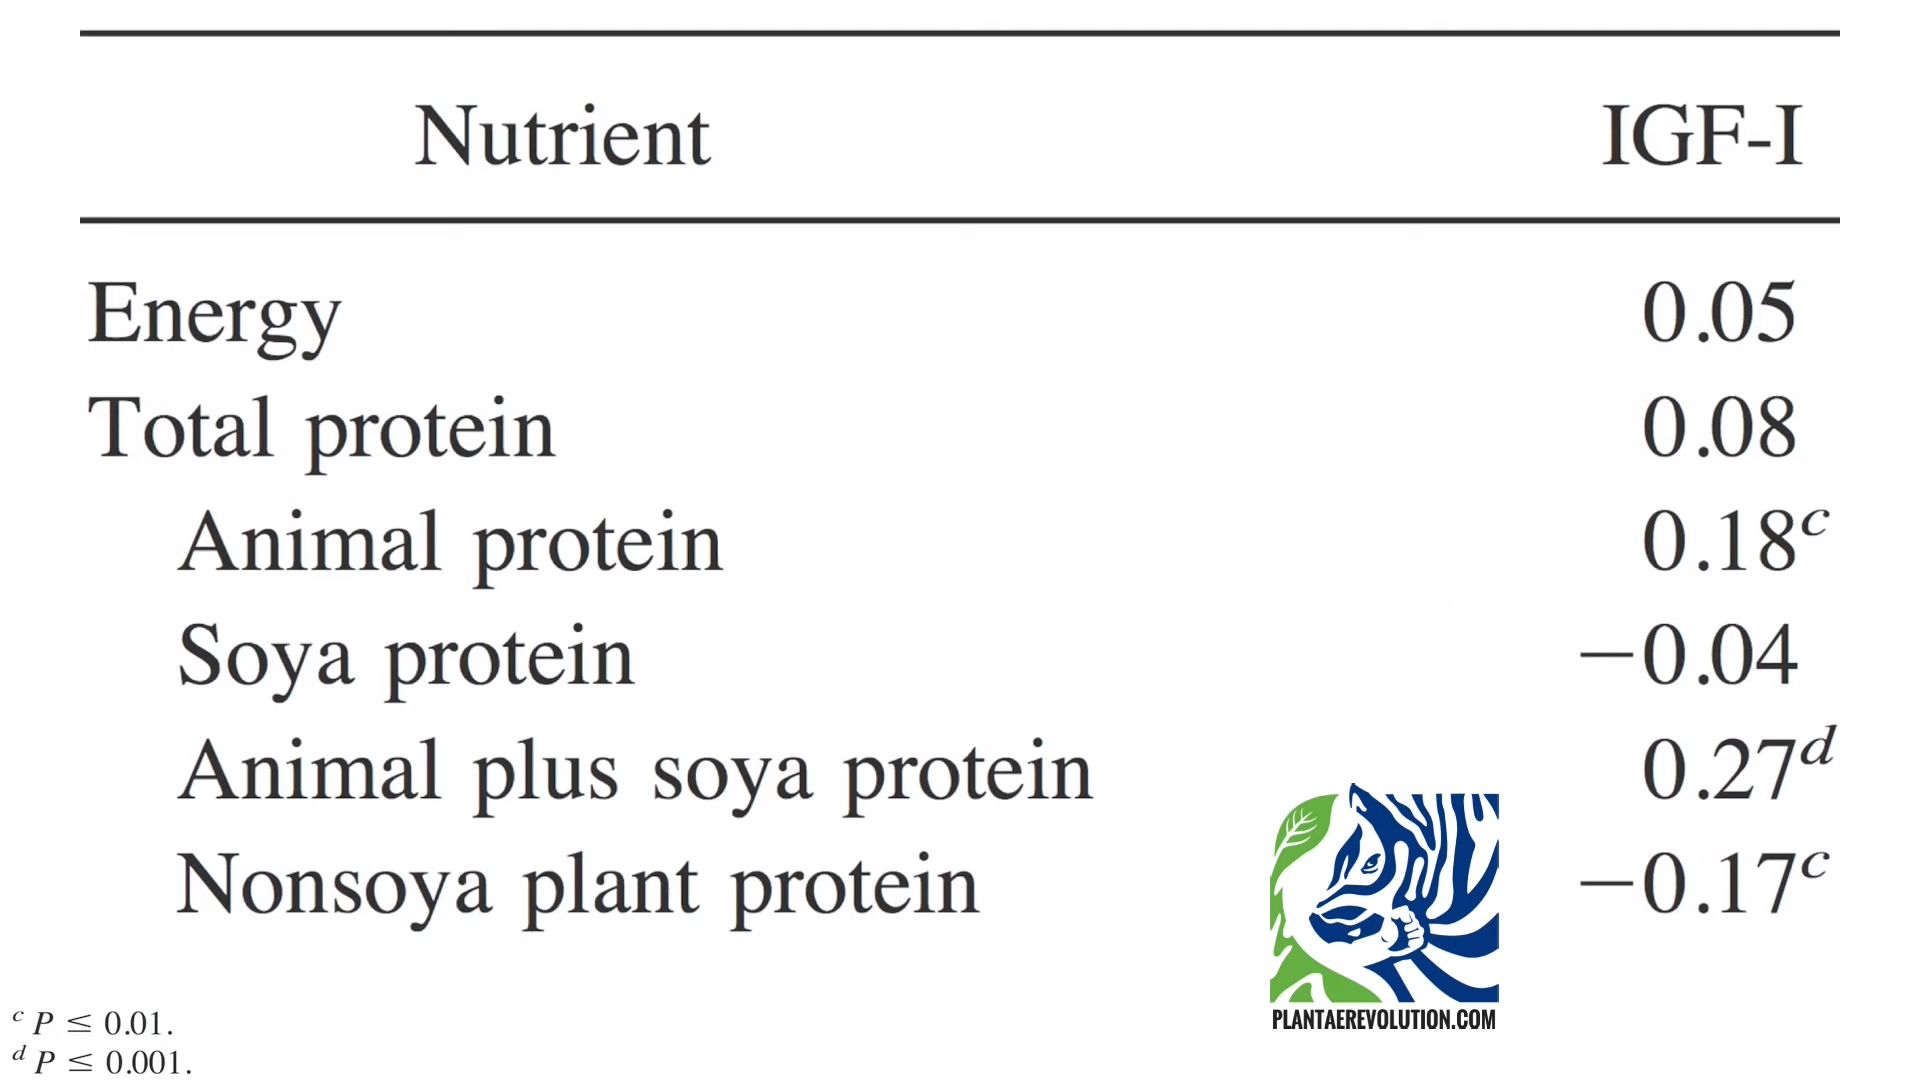 Nutrient IGF-I
Energy 0.05
Total protein 0.08
Animal protein 0.18c
Soya protein −0.04
Animal plus soya protein 0.27d
Nonsoya plant protein −0.17c
PLANTAEREVOLUTION.COM
c P ≤ 0.01.
d P ≤ 0.001.